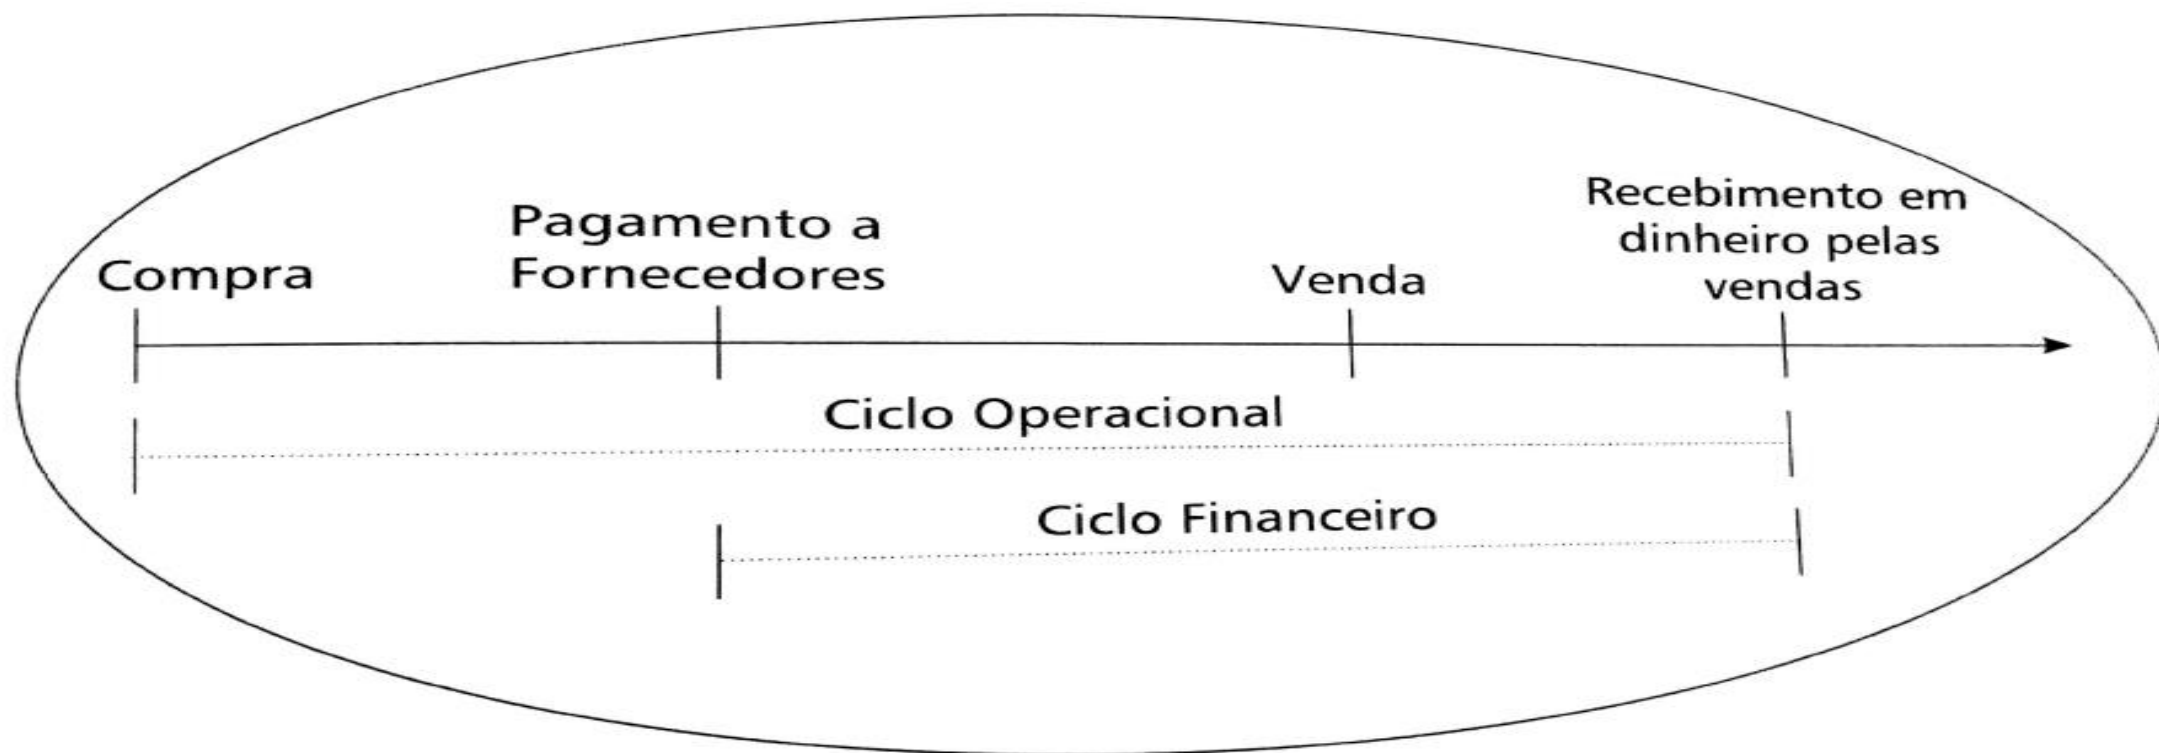 Compra
Pagamento a
Fornecedores
Venda
Recebimento em
dinheiro pelas
vendas
Ciclo Operacional
Ciclo Financeiro